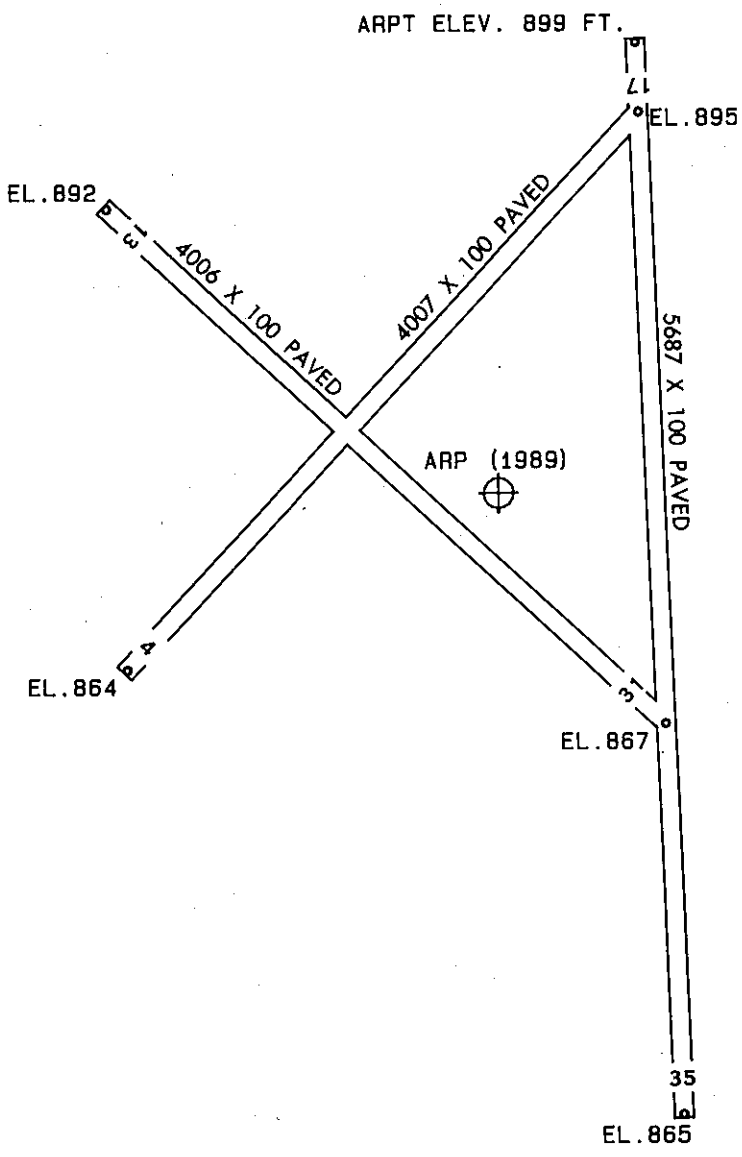 ARPT ELEV. 899 FT.
17
EL.895
EL.892
13
4006 X 100 PAVED
4007 X 100 PAVED
5687 X 100 PAVED
ARP (1989)
4
EL.864
31
EL.867
35
EL.865